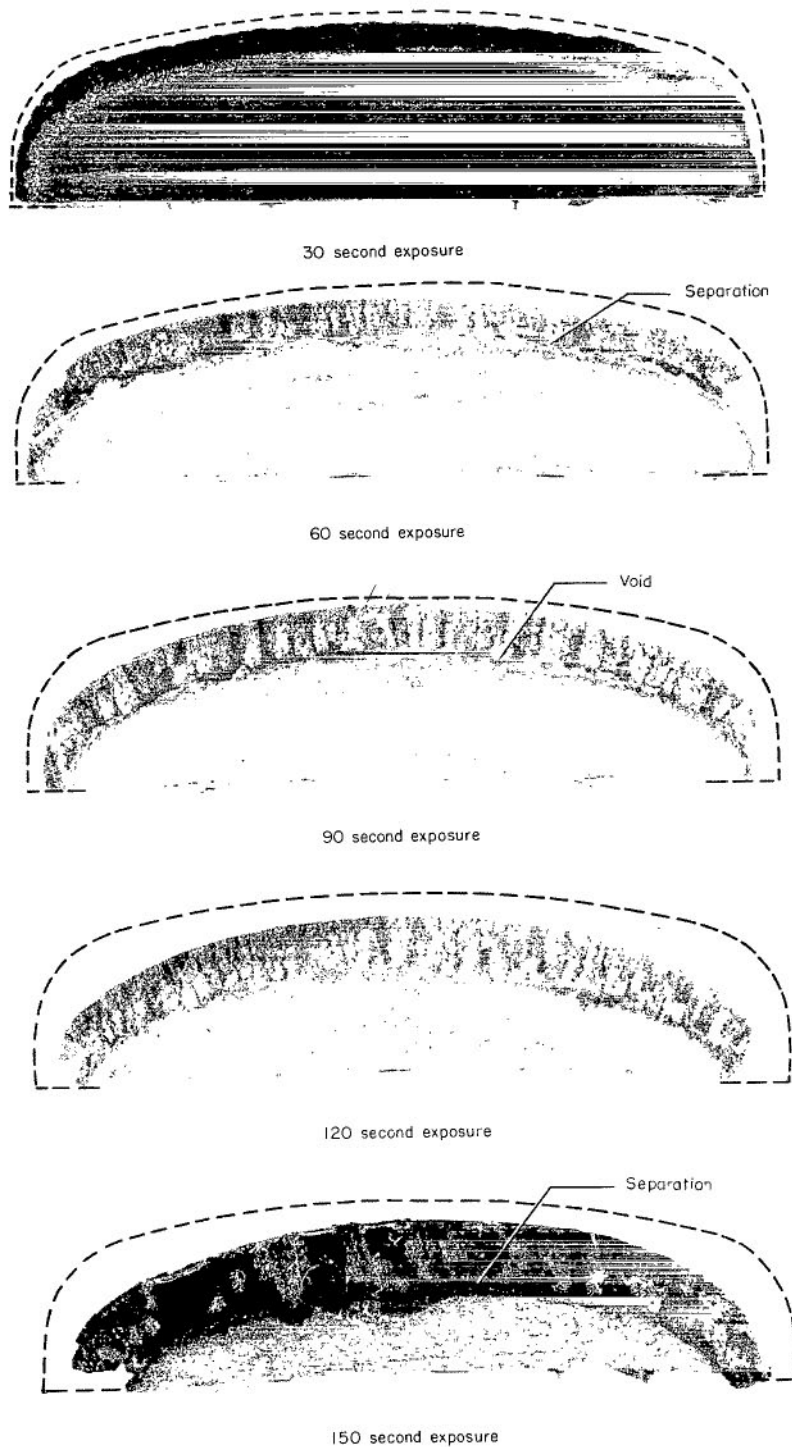 30 second exposure
Separation
60 second exposure
Void
90 second exposure
120 second exposure
Separation
150 second exposure